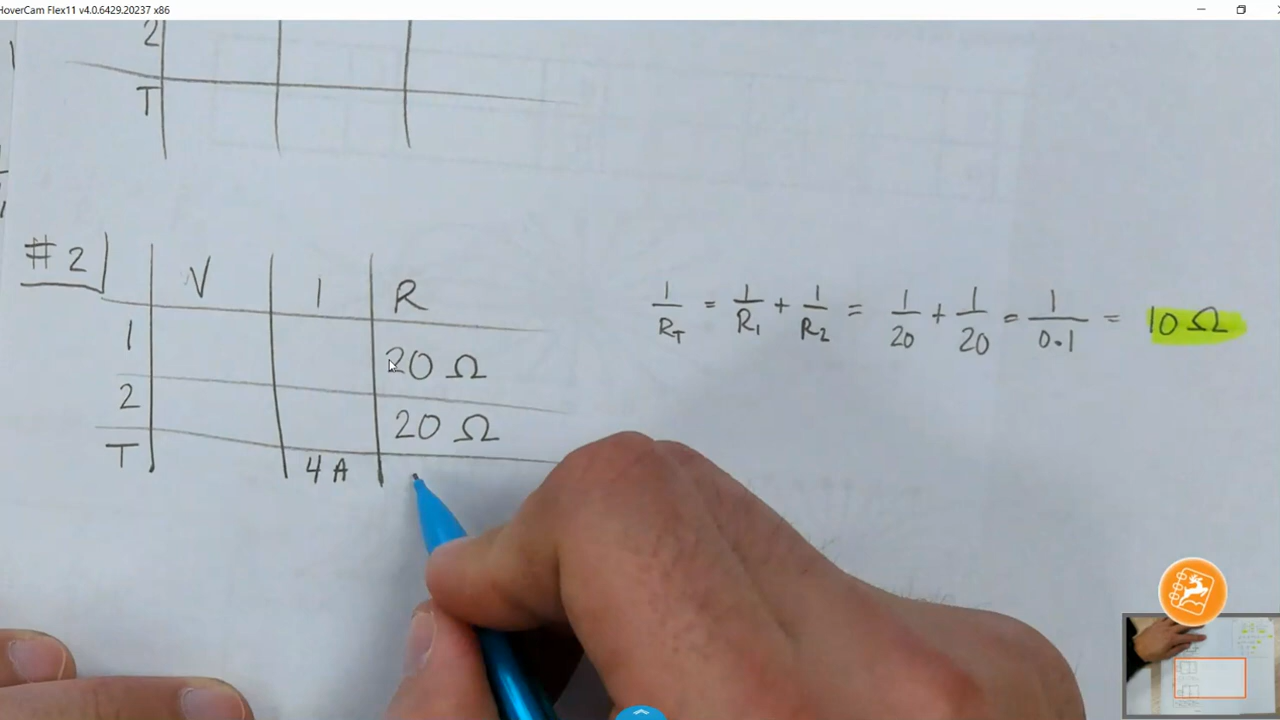 HoverCam Flex11 v4.0.6429.20237 x86
2
T
# 2
V I R
1 20 Ω
2 20 Ω
T 4 A
1/R_T = 1/R_1 + 1/R_2 = 1/20 + 1/20 = 1/0.1 = 10 Ω